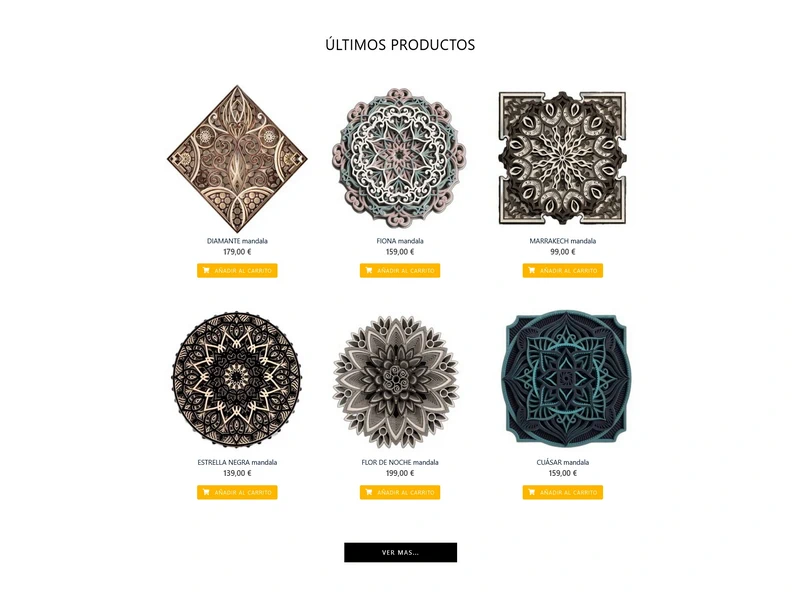 ÚLTIMOS PRODUCTOS
DIAMANTE mandala
179,00 €
AÑADIR AL CARRITO
FIONA mandala
159,00 €
AÑADIR AL CARRITO
MARRAKECH mandala
99,00 €
AÑADIR AL CARRITO
ESTRELLA NEGRA mandala
139,00 €
AÑADIR AL CARRITO
FLOR DE NOCHE mandala
199,00 €
AÑADIR AL CARRITO
CUÁSAR mandala
159,00 €
AÑADIR AL CARRITO
VER MAS...